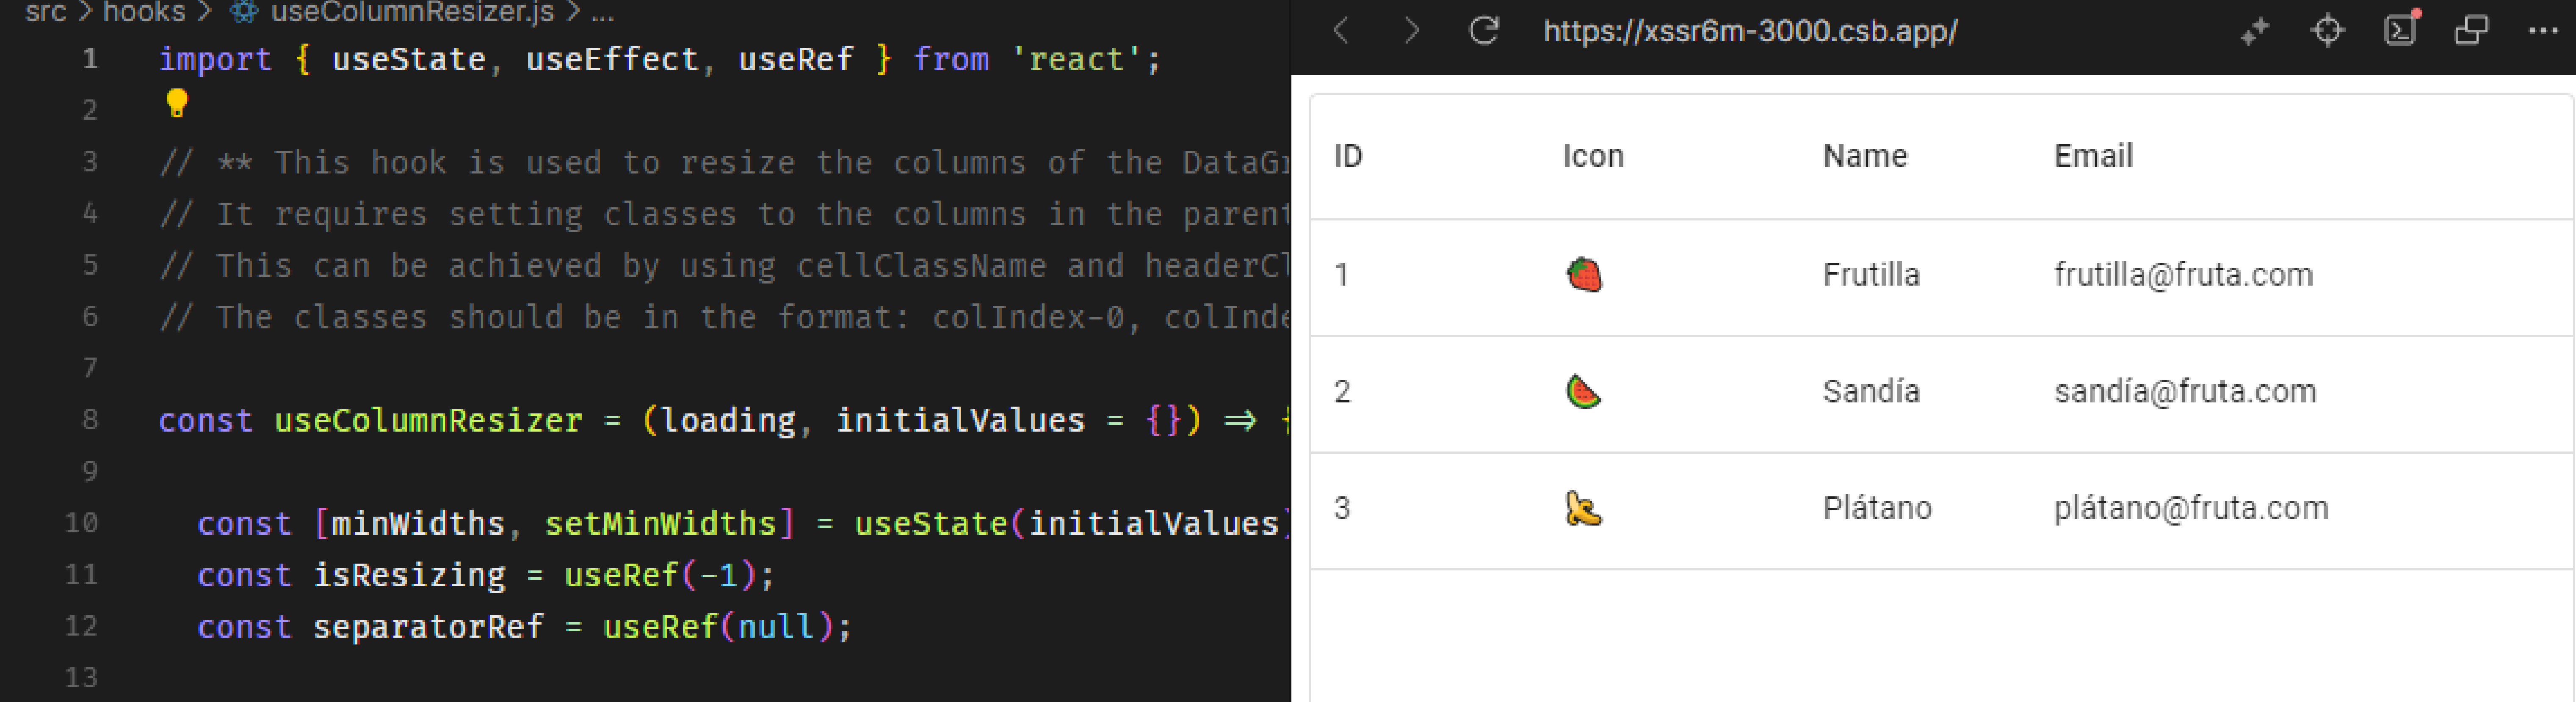 src > hooks > useColumnResizer.js > ...
1 import { useState, useEffect, useRef } from 'react';
2
3 // ** This hook is used to resize the columns of the
4 // It requires setting classes to the columns in the
5 // This can be achieved by using cellClassName and
6 // The classes should be in the format: colIndex-0,
7
8 const useColumnResizer = (loading, initialValues = {}) => {
9
10 const [minWidths, setMinWidths] = useState(initialValues)
11 const isResizing = useRef(-1);
12 const separatorRef = useRef(null);
13
https://xssr6m-3000.csb.app/
ID Icon Name Email
1 🍓 Frutilla frutilla@fruta.com
2 🍉 Sandía sandía@fruta.com
3 🍌 Plátano plátano@fruta.com